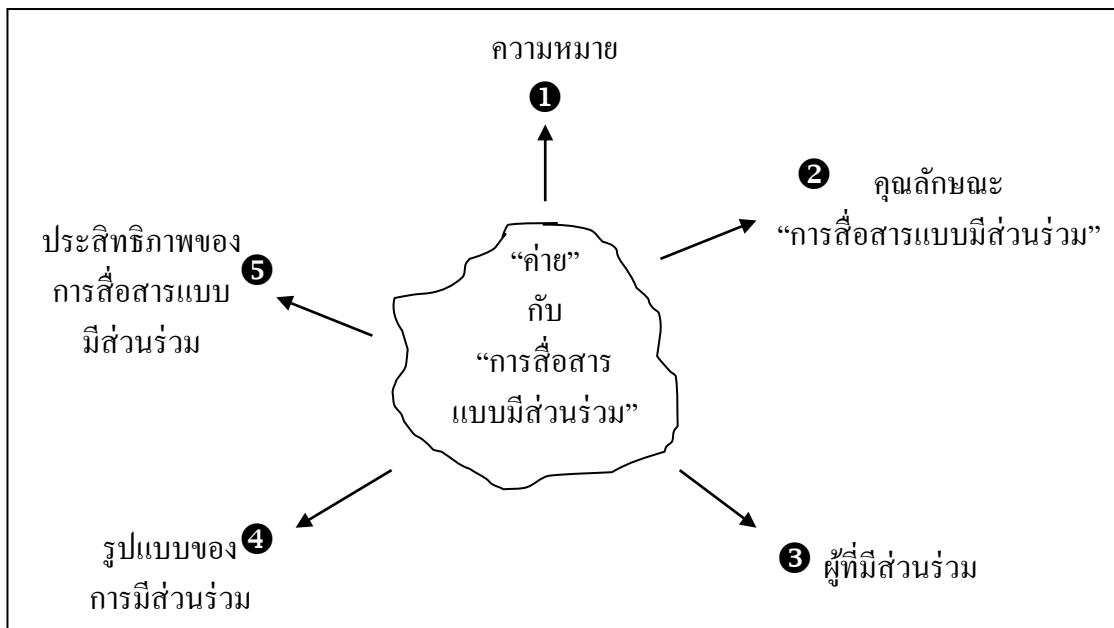 ความหมาย
❶
❷ คุณลักษณะ
“การสื่อสารแบบมีส่วนร่วม”
❸ ผู้ที่มีส่วนร่วม
รูปแบบของ ❹
การมีส่วนร่วม
ประสิทธิภาพของ
❺
การสื่อสารแบบ
มีส่วนร่วม
“ค่าย”
กับ
“การสื่อสาร
แบบมีส่วนร่วม”